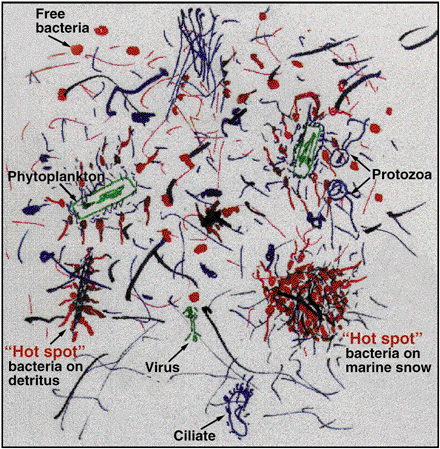 Free
bacteria
Phytoplankton
Protozoa
“Hot spot”
bacteria on
detritus
Virus
“Hot spot”
bacteria on
marine snow
Ciliate